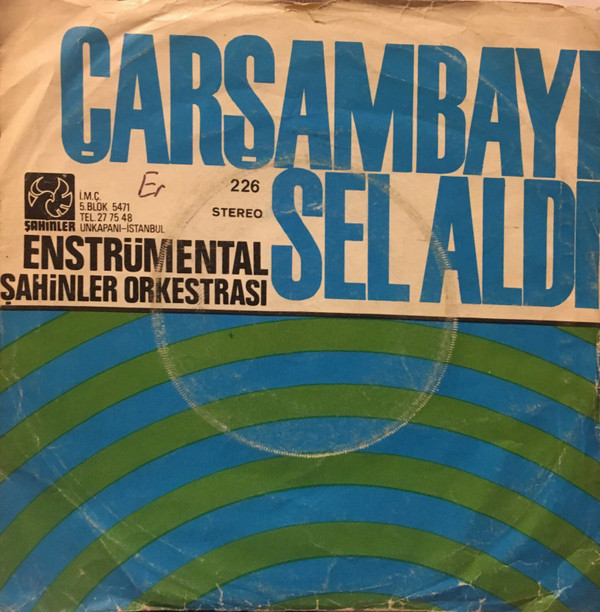 ÇARŞAMBAYI
SEL ALDI
ŞAHİNLER
İ.M.Ç.
5.BLOK 5471
TEL. 27 75 48
UNKAPANI-İSTANBUL
Er
226
STEREO
ENSTRÜMENTAL
ŞAHİNLER ORKESTRASI